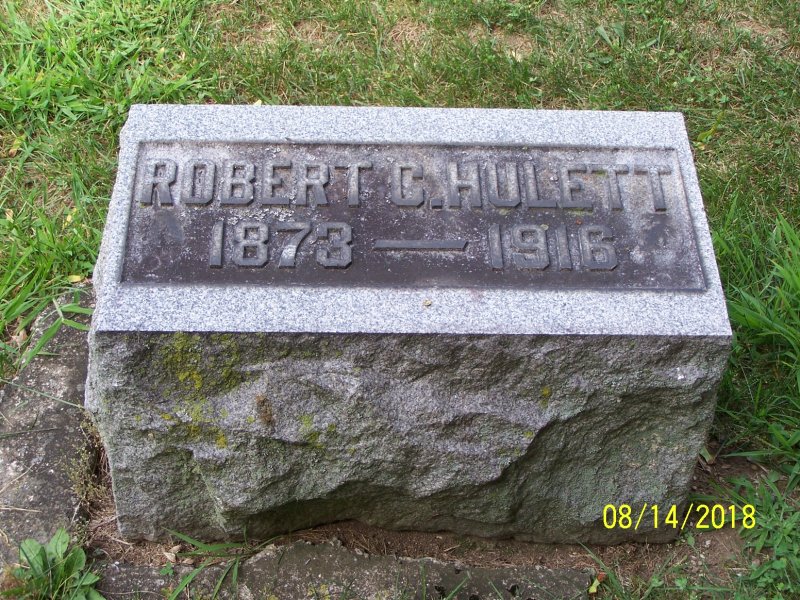 ROBERT C. HULETT
1873 — 1916
08/14/2018